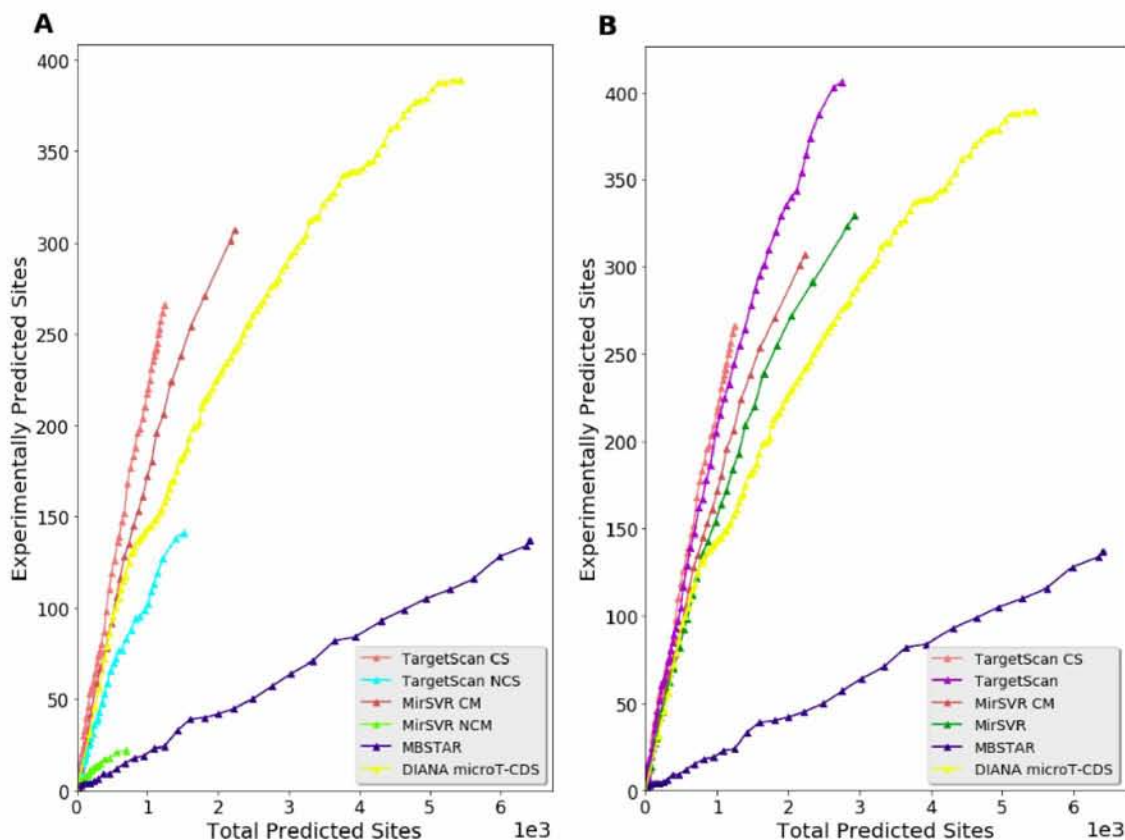 A
B
400
350
300
250
200
150
100
50
0
Experimentally Predicted Sites
TargetScan CS
TargetScan NCS
MirSVR CM
MirSVR NCM
MBSTAR
DIANA microT-CDS
0 1 2 3 4 5 6
Total Predicted Sites
1e3
400
350
300
250
200
150
100
50
0
Experimentally Predicted Sites
TargetScan CS
TargetScan
MirSVR CM
MirSVR
MBSTAR
DIANA microT-CDS
0 1 2 3 4 5 6
Total Predicted Sites
1e3